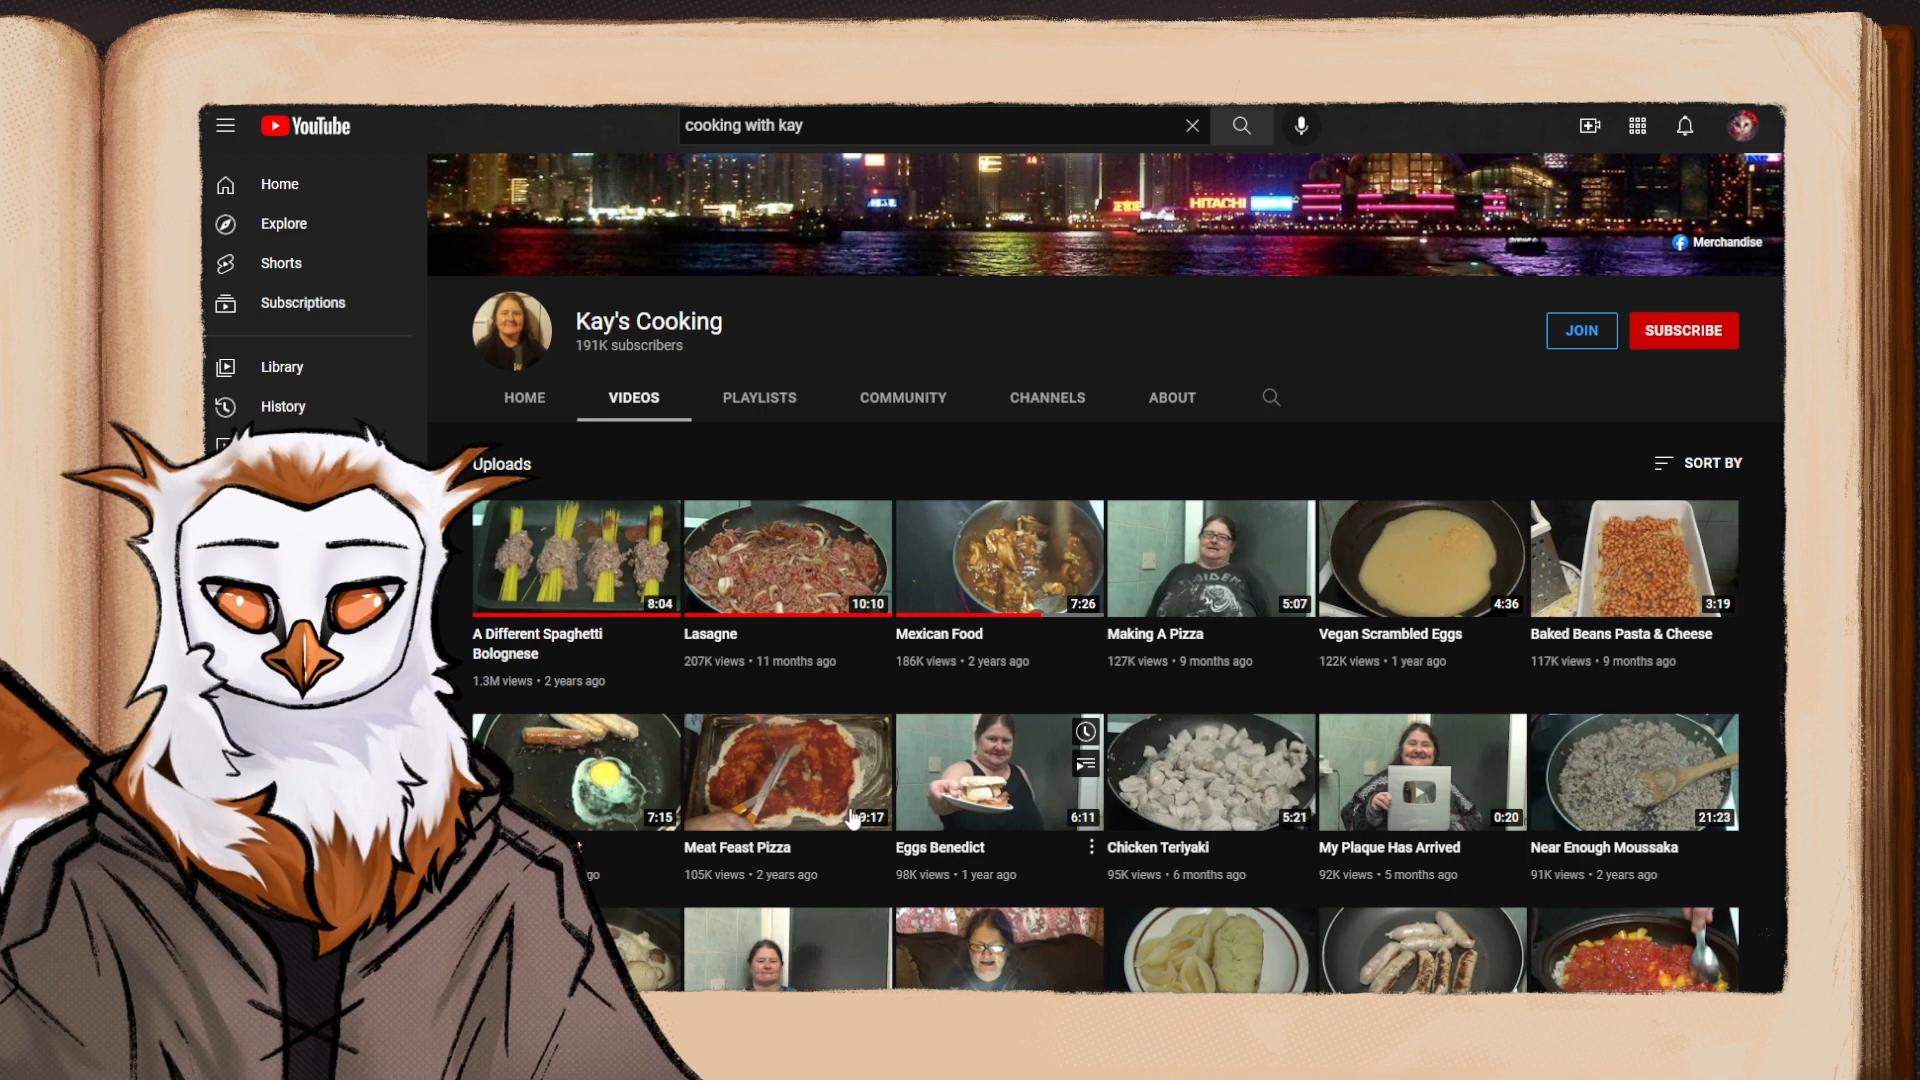 YouTube
cooking with kay
Home
Explore
Shorts
Subscriptions
Library
History
HITACHI
Merchandise
Kay's Cooking
191K subscribers
JOIN
SUBSCRIBE
HOME
VIDEOS
PLAYLISTS
COMMUNITY
CHANNELS
ABOUT
Uploads
SORT BY
8:04
10:10
7:26
5:07
4:36
3:19
A Different Spaghetti
Bolognese
1.3M views • 2 years ago
Lasagne
207K views • 11 months ago
Mexican Food
186K views • 2 years ago
Making A Pizza
127K views • 9 months ago
Vegan Scrambled Eggs
122K views • 1 year ago
Baked Beans Pasta & Cheese
117K views • 9 months ago
7:15
9:17
6:11
5:21
0:20
21:23
go
Meat Feast Pizza
105K views • 2 years ago
Eggs Benedict
98K views • 1 year ago
Chicken Teriyaki
95K views • 6 months ago
My Plaque Has Arrived
92K views • 5 months ago
Near Enough Moussaka
91K views • 2 years ago